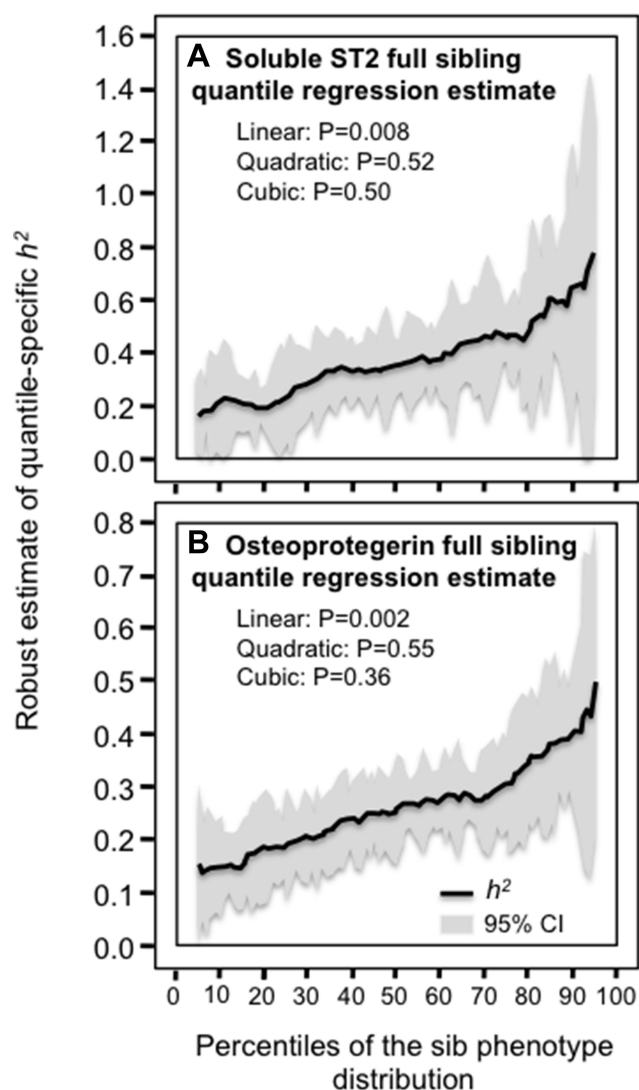 Robust estimate of quantile-specific h²
A Soluble ST2 full sibling
quantile regression estimate
Linear: P=0.008
Quadratic: P=0.52
Cubic: P=0.50
1.6
1.4
1.2
1.0
0.8
0.6
0.4
0.2
0.0
B Osteoprotegerin full sibling
quantile regression estimate
Linear: P=0.002
Quadratic: P=0.55
Cubic: P=0.36
0.8
0.7
0.6
0.5
0.4
0.3
0.2
0.1
0.0
h²
95% CI
0 10 20 30 40 50 60 70 80 90 100
Percentiles of the sib phenotype
distribution